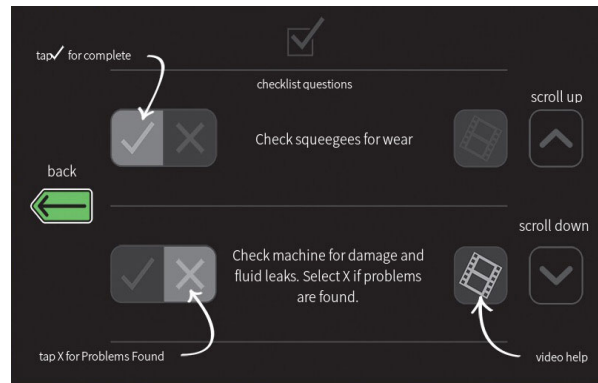 tap✓ for complete
checklist questions
scroll up
Check squeegees for wear
back
scroll down
Check machine for damage and
fluid leaks. Select X if problems
are found.
tap X for Problems Found
video help